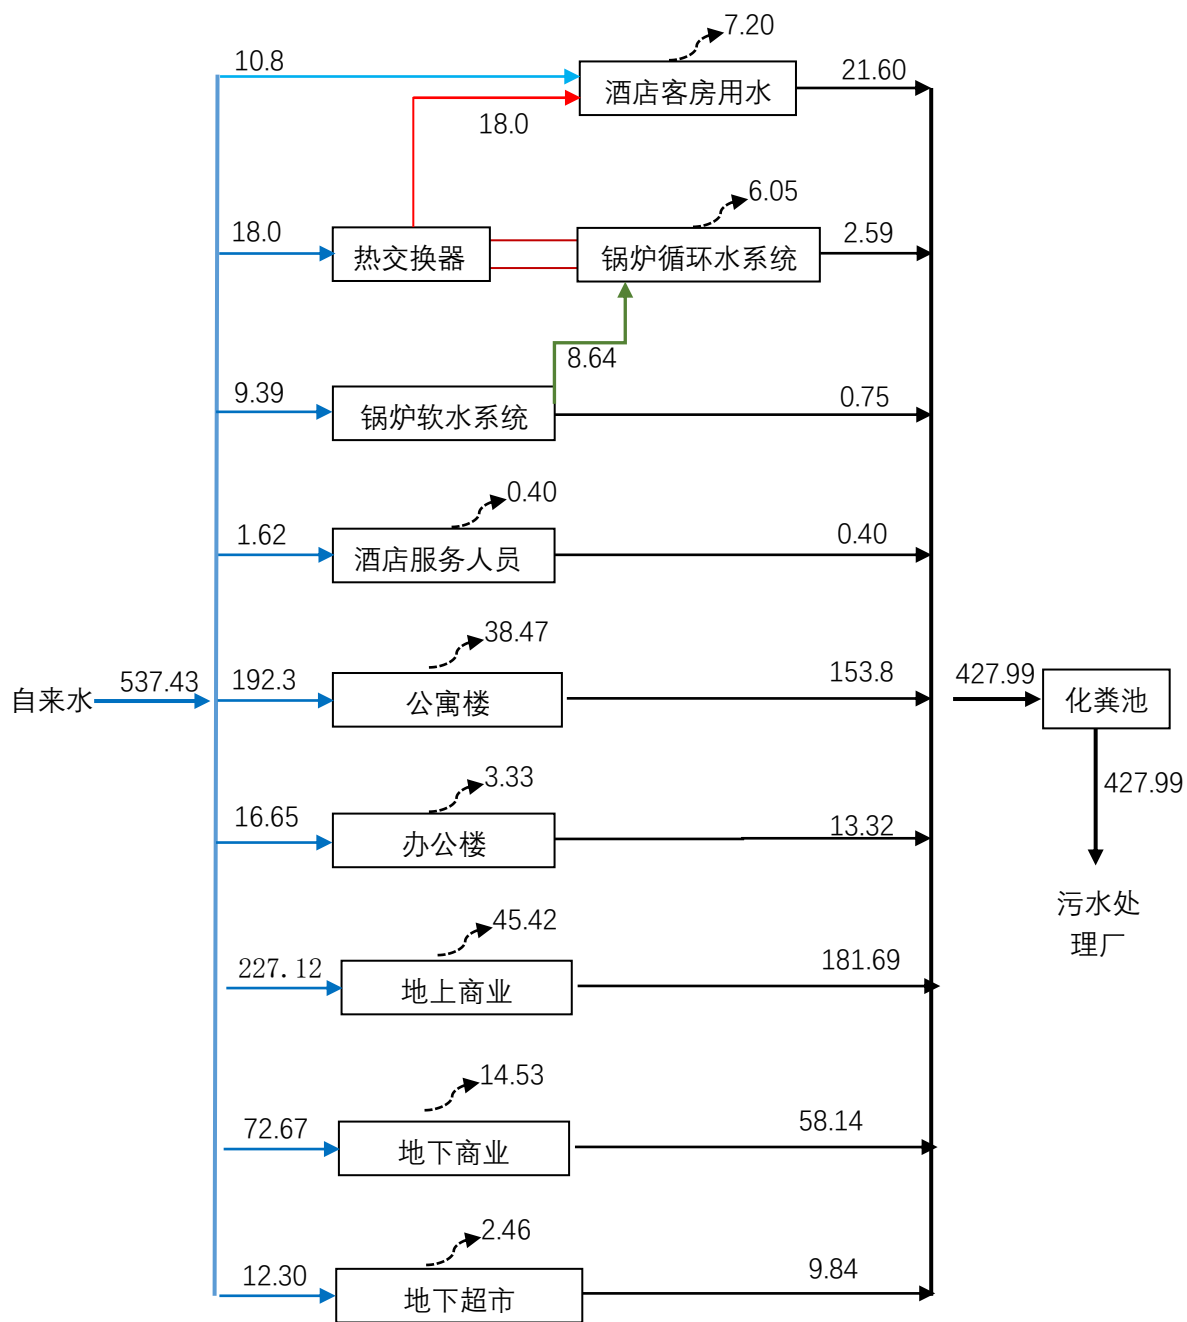 7.20
10.8
酒店客房用水
21.60
18.0
6.05
18.0
热交换器
锅炉循环水系统
2.59
8.64
9.39
锅炉软水系统
0.75
0.40
1.62
酒店服务人员
0.40
38.47
自来水
537.43
192.3
公寓楼
153.8
427.99
化粪池
3.33
427.99
16.65
办公楼
13.32
45.42
污水处
理厂
227.12
地上商业
181.69
14.53
72.67
地下商业
58.14
2.46
12.30
地下超市
9.84